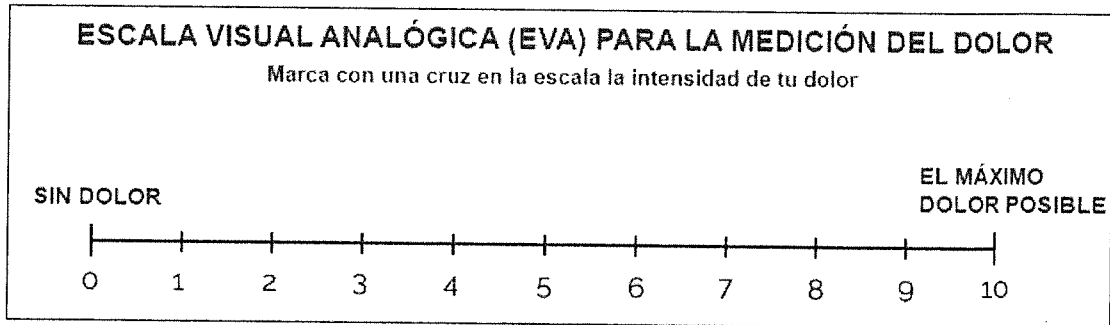 ESCALA VISUAL ANALÓGICA (EVA) PARA LA MEDICIÓN DEL DOLOR
Marca con una cruz en la escala la intensidad de tu dolor
SIN DOLOR
EL MÁXIMO
DOLOR POSIBLE
0 1 2 3 4 5 6 7 8 9 10